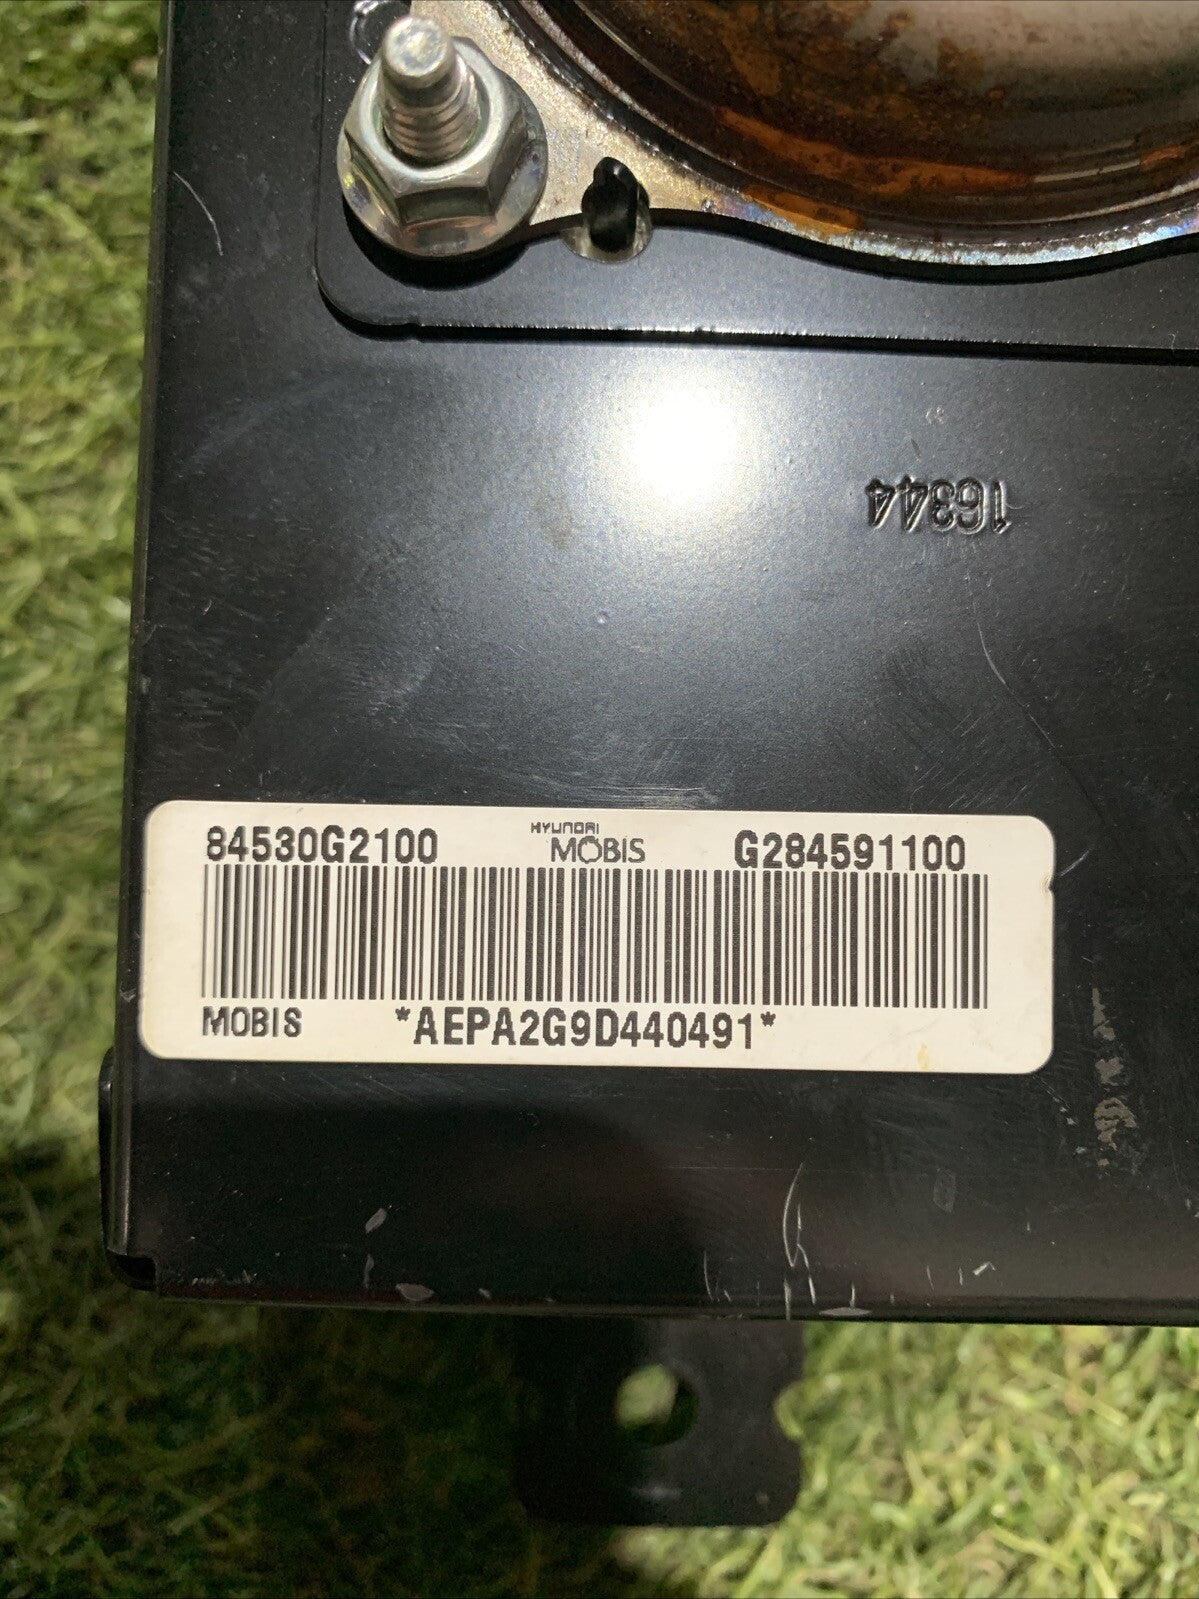 16344
84530G2100 HYUNDAI MOBIS G284591100
MOBIS *AEPA2G9D440491*